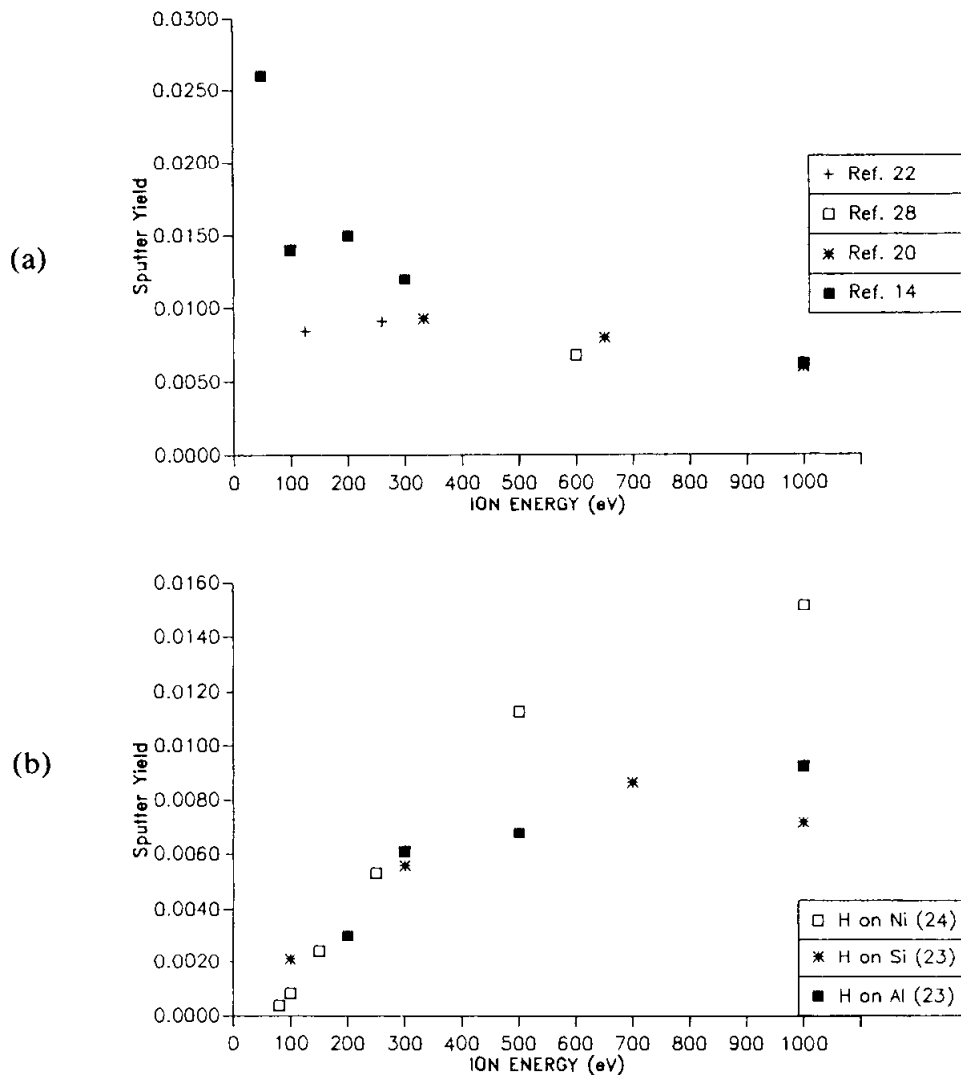 (a)
Sputter Yield
0.0300
0.0250
0.0200
0.0150
0.0100
0.0050
0.0000
0 100 200 300 400 500 600 700 800 900 1000
ION ENERGY (eV)
+ Ref. 22
□ Ref. 28
✳ Ref. 20
■ Ref. 14
(b)
Sputter Yield
0.0160
0.0140
0.0120
0.0100
0.0080
0.0060
0.0040
0.0020
0.0000
0 100 200 300 400 500 600 700 800 900 1000
ION ENERGY (eV)
□ H on Ni (24)
✳ H on Si (23)
■ H on Al (23)